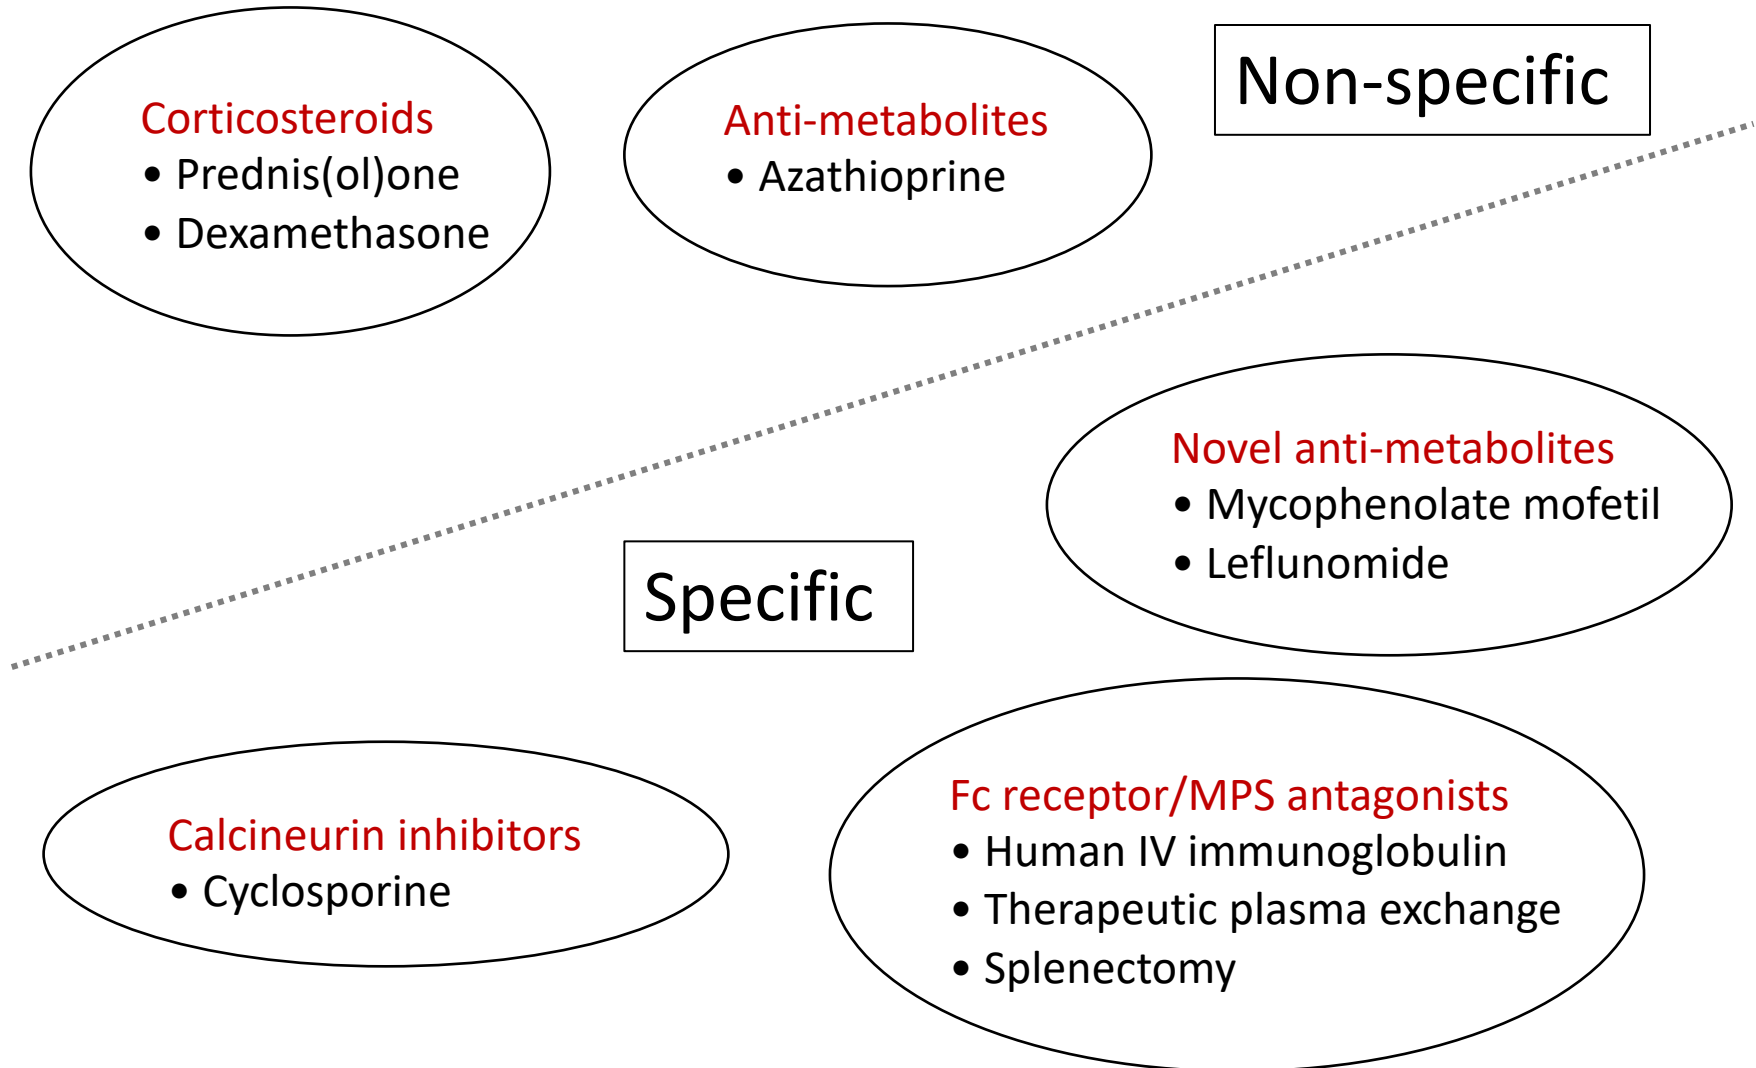 Corticosteroids
• Prednis(ol)one
• Dexamethasone
Anti-metabolites
• Azathioprine
Non-specific
Novel anti-metabolites
• Mycophenolate mofetil
• Leflunomide
Specific
Calcineurin inhibitors
• Cyclosporine
Fc receptor/MPS antagonists
• Human IV immunoglobulin
• Therapeutic plasma exchange
• Splenectomy